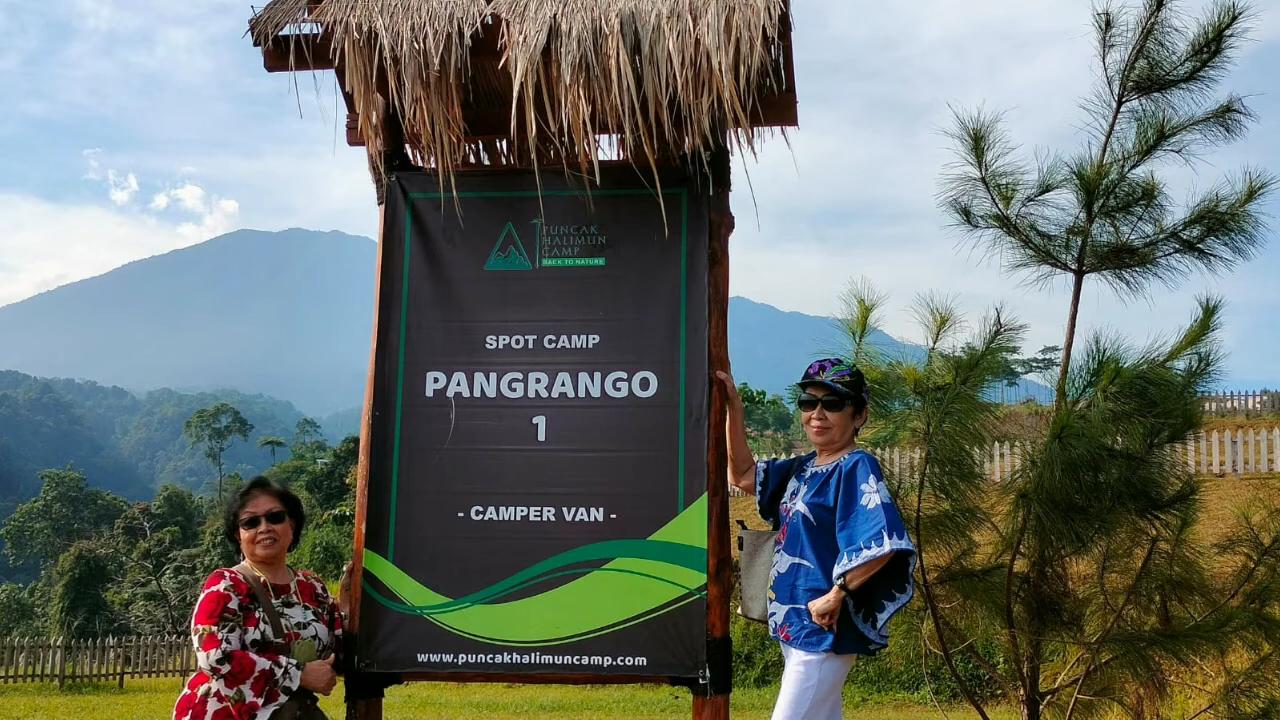 PUNCAK
HALIMUN
CAMP
BACK TO NATURE
SPOT CAMP
PANGRANGO
1
- CAMPER VAN -
www.puncakhalimuncamp.com